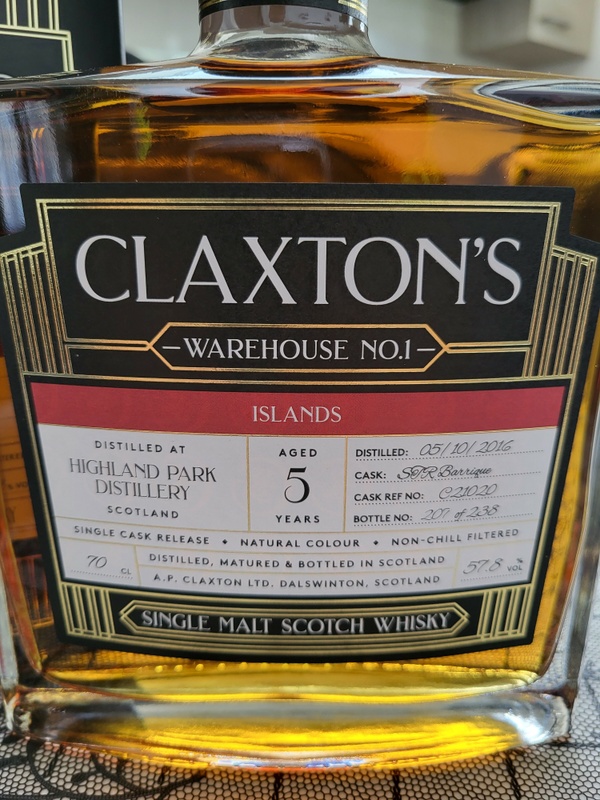 CLAXTON'S
–WAREHOUSE NO.1–
ISLANDS
DISTILLED AT
HIGHLAND PARK
DISTILLERY
SCOTLAND
AGED
5
YEARS
DISTILLED: 05/10/2016
CASK: STR Barrique
CASK REF NO: C21020
BOTTLE NO: 207 of 238
SINGLE CASK RELEASE • NATURAL COLOUR • NON-CHILL FILTERED
70 CL
DISTILLED, MATURED & BOTTLED IN SCOTLAND
A.P. CLAXTON LTD. DALSWINTON, SCOTLAND
57.8 % VOL
SINGLE MALT SCOTCH WHISKY